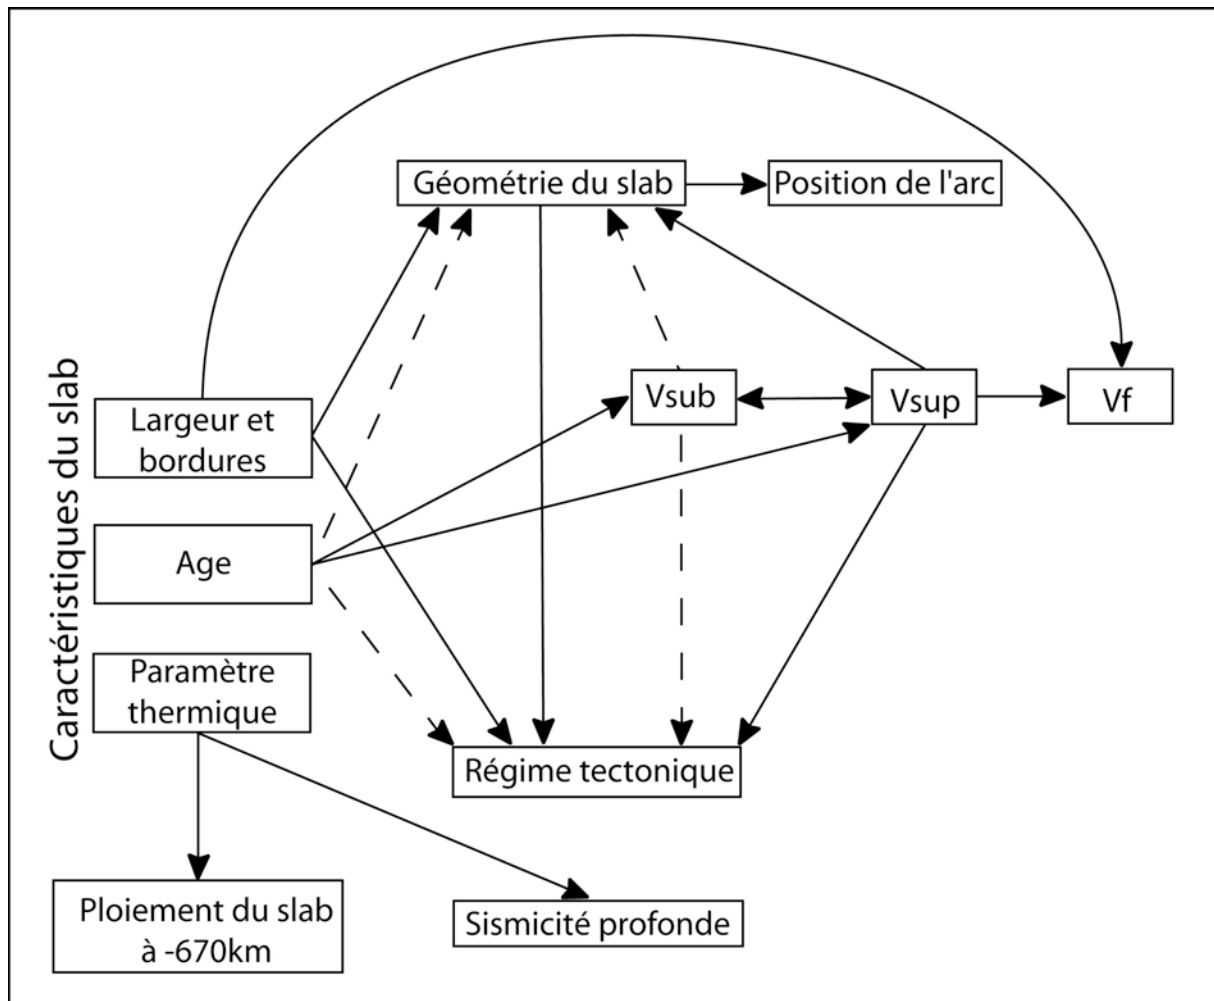 Géométrie du slab
Position de l'arc
Caractéristiques du slab
Largeur et
bordures
Vsub
Vsup
Vf
Age
Paramètre
thermique
Régime tectonique
Ploiement du slab
à -670km
Sismicité profonde